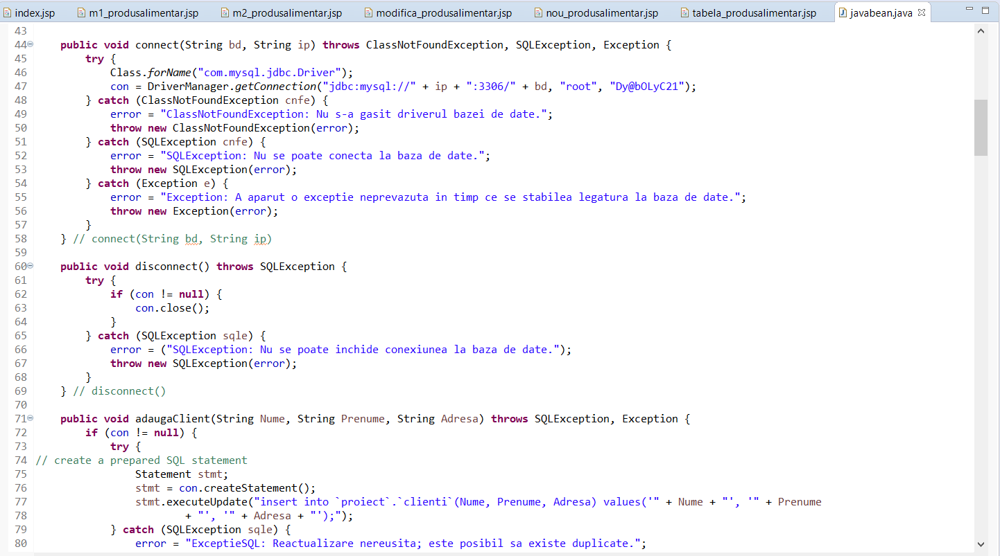 index.jsp m1_produsalimentar.jsp m2_produsalimentar.jsp modifica_produsalimentar.jsp nou_produsalimentar.jsp tabela_produsalimentar.jsp javabean.java
43
44 public void connect(String bd, String ip) throws ClassNotFoundException, SQLException, Exception {
45 try {
46 Class.forName("com.mysql.jdbc.Driver");
47 con = DriverManager.getConnection("jdbc:mysql://" + ip + ":3306/" + bd, "root", "Dy@bOLyC21");
48 } catch (ClassNotFoundException cnfe) {
49 error = "ClassNotFoundException: Nu s-a gasit driverul bazei de date.";
50 throw new ClassNotFoundException(error);
51 } catch (SQLException cnfe) {
52 error = "SQLException: Nu se poate conecta la baza de date.";
53 throw new SQLException(error);
54 } catch (Exception e) {
55 error = "Exception: A aparut o exceptie neprevazuta in timp ce se stabilea legatura la baza de date.";
56 throw new Exception(error);
57 }
58 } // connect(String bd, String ip)
59
60 public void disconnect() throws SQLException {
61 try {
62 if (con != null) {
63 con.close();
64 }
65 } catch (SQLException sqle) {
66 error = ("SQLException: Nu se poate inchide conexiunea la baza de date.");
67 throw new SQLException(error);
68 }
69 } // disconnect()
70
71 public void adaugaClient(String Nume, String Prenume, String Adresa) throws SQLException, Exception {
72 if (con != null) {
73 try {
74 // create a prepared SQL statement
75 Statement stmt;
76 stmt = con.createStatement();
77 stmt.executeUpdate("insert into `proiect`.`clienti`(Nume, Prenume, Adresa) values('" + Nume + "', '" + Prenume
78 + "', '" + Adresa + "');");
79 } catch (SQLException sqle) {
80 error = "ExceptieSQL: Reactualizare nereusita; este posibil sa existe duplicate.";